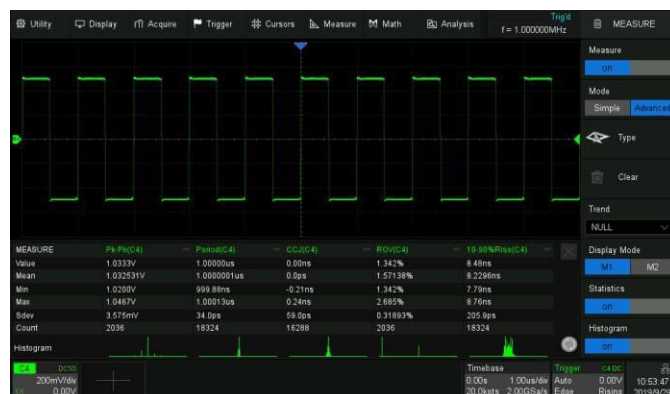 Utility Display Acquire Trigger Cursors Measure Math Analysis Trig'd
f = 1.000000MHz
MEASURE
Measure
on
Mode
Simple Advanced
Type
Clear
Trend
NULL
Display Mode
M1 M2
Statistics
on
Histogram
on
MEASURE Pk-Pk(C4) Period(C4) CCJ(C4) ROV(C4) 10-90%Rise(C4)
Value 1.0333V 1.00000us 0.00ns 1.342% 8.48ns
Mean 1.032531V 1.0000001us 0.0ps 1.57138% 8.2296ns
Min 1.0200V 999.88ns -0.21ns 1.342% 7.79ns
Max 1.0467V 1.00013us 0.24ns 2.685% 8.76ns
Sdev 3.575mV 34.0ps 59.0ps 0.31893% 205.9ps
Count 2036 18324 16288 2036 18324
Histogram
C4 DC50
200mV/div
1X 0.00V
Timebase
0.00s 1.00us/div
20.0kpts 2.00GSa/s
Trigger C4 DC
Auto 0.00V
Edge Rising
10:53:47
2019/9/29